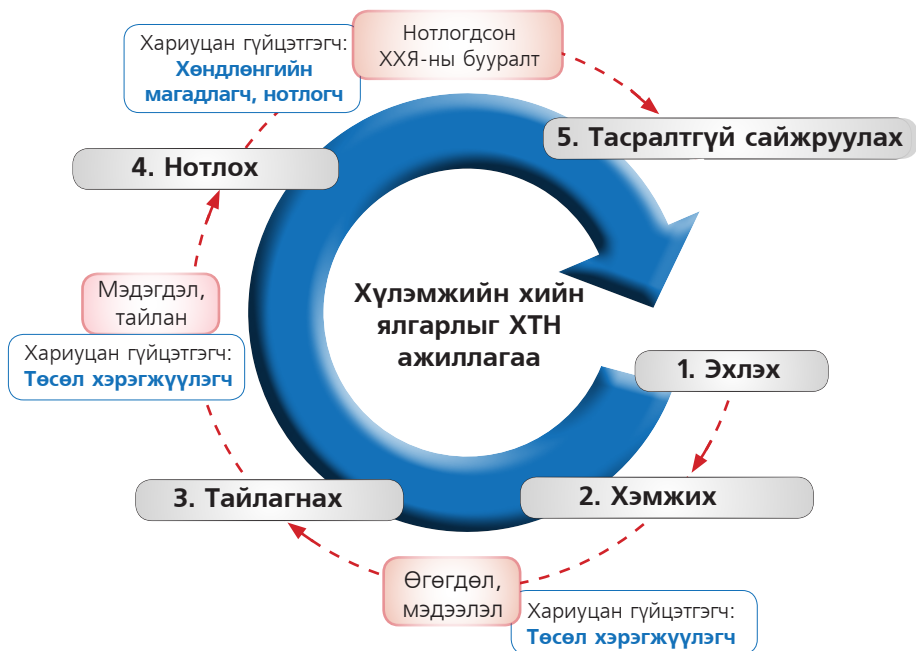 Хариуцан гүйцэтгэгч:
Хөндлөнгийн
магадлагч, нотлогч
Нотлогдсон
ХХЯ-ны бууралт
5. Тасралтгүй сайжруулах
4. Нотлох
Мэдэгдэл,
тайлан
Хариуцан гүйцэтгэгч:
Төсөл хэрэгжүүлэгч
Хүлэмжийн хийн
ялгарлыг ХТН
ажиллагаа
1. Эхлэх
2. Хэмжих
3. Тайлагнах
Өгөгдөл,
мэдээлэл
Хариуцан гүйцэтгэгч:
Төсөл хэрэгжүүлэгч